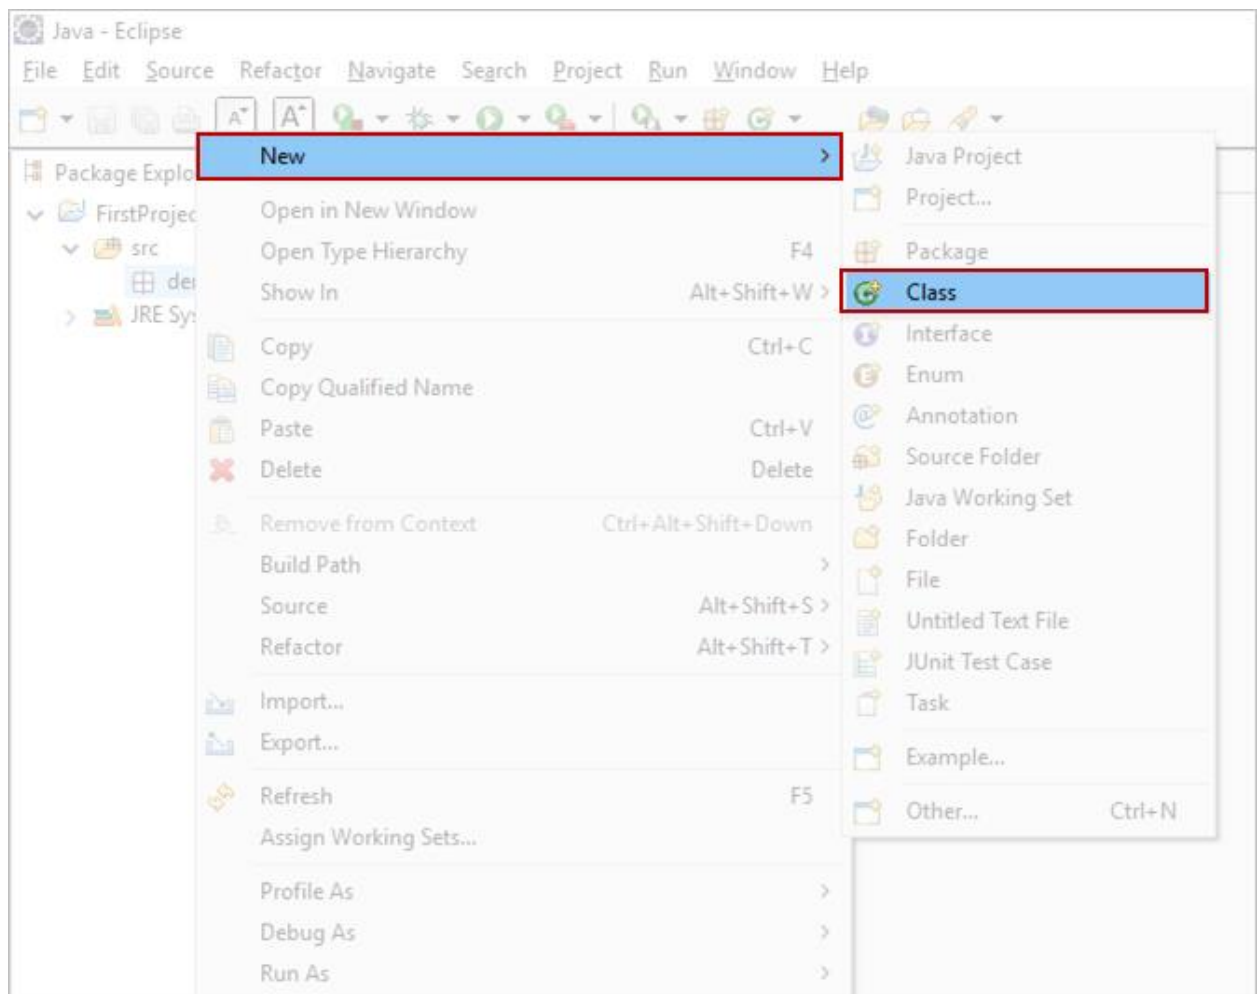 Java - Eclipse
File Edit Source Refactor Navigate Search Project Run Window Help
Package Explo
FirstProjec
src
JRE Sys
New
Open in New Window
Open Type Hierarchy F4
Show In Alt+Shift+W >
Copy Ctrl+C
Copy Qualified Name
Paste Ctrl+V
Delete Delete
Remove from Context Ctrl+Alt+Shift+Down
Build Path >
Source Alt+Shift+S >
Refactor Alt+Shift+T >
Import...
Export...
Refresh F5
Assign Working Sets...
Profile As >
Debug As >
Run As >
Java Project
Project...
Package
Class
Interface
Enum
Annotation
Source Folder
Java Working Set
Folder
File
Untitled Text File
JUnit Test Case
Task
Example...
Other... Ctrl+N